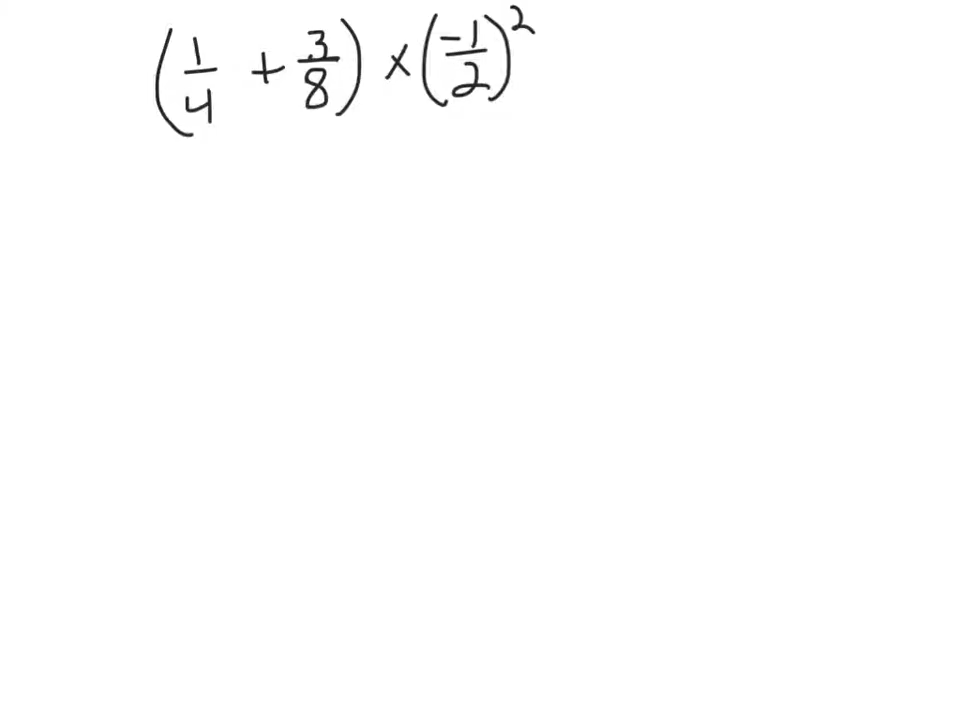 (1/4 + 3/8) × (-1/2)²